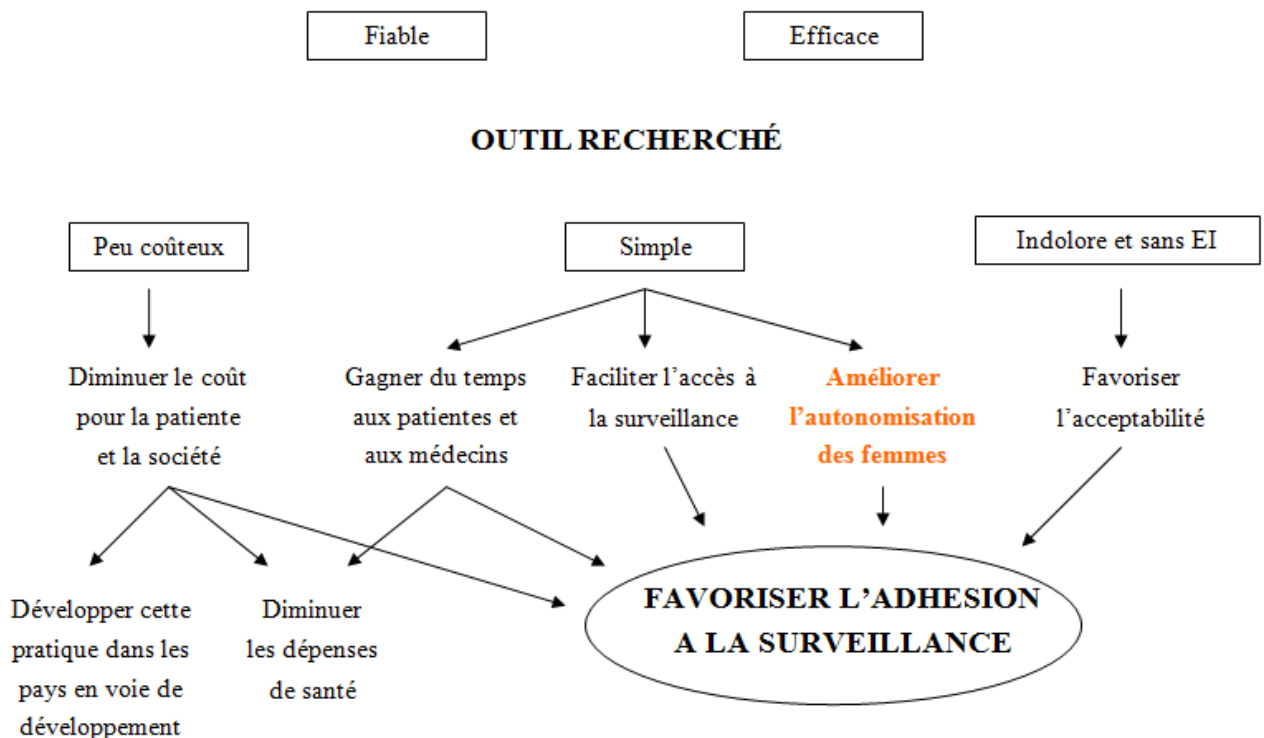 Fiable
Efficace
OUTIL RECHERCHÉ
Peu coûteux
Simple
Indolore et sans EI
Diminuer le coût
pour la patiente
et la société
Gagner du temps
aux patientes et
aux médecins
Faciliter l’accès à
la surveillance
Améliorer
l’autonomisation
des femmes
Favoriser
l’acceptabilité
Développer cette
pratique dans les
pays en voie de
développement
Diminuer
les dépenses
de santé
FAVORISER L’ADHESION
A LA SURVEILLANCE